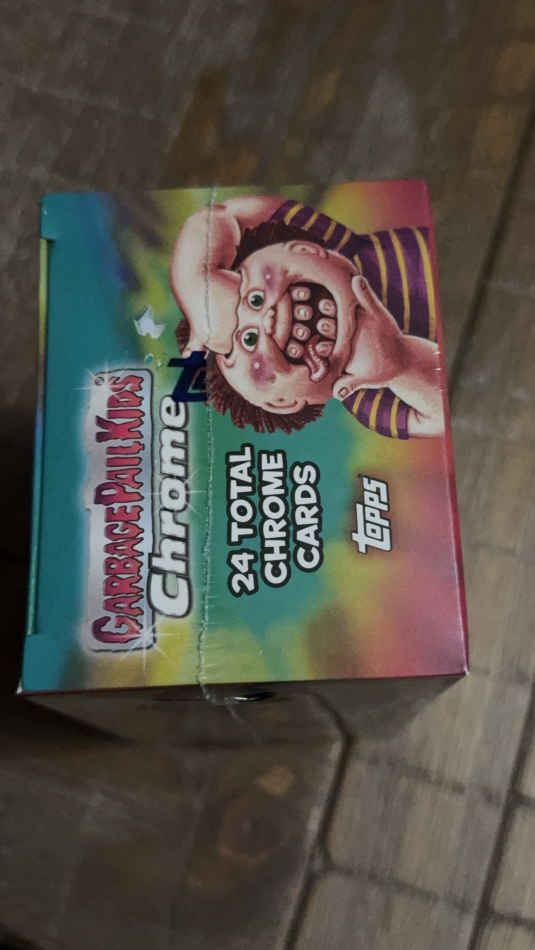 GARBAGE PAIL KIDS®
Chrome
24 TOTAL
CHROME
CARDS
topps